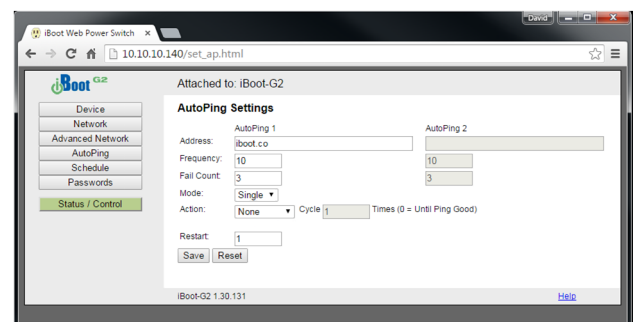 David
iBoot Web Power Switch
10.10.10.140/set_ap.html
iBoot G2
Attached to: iBoot-G2
Device
Network
Advanced Network
AutoPing
Schedule
Passwords
Status / Control
AutoPing Settings
AutoPing 1 AutoPing 2
Address: iboot.co
Frequency: 10 10
Fail Count: 3 3
Mode: Single
Action: None Cycle 1 Times (0 = Until Ping Good)
Restart: 1
Save Reset
iBoot-G2 1.30.131 Help